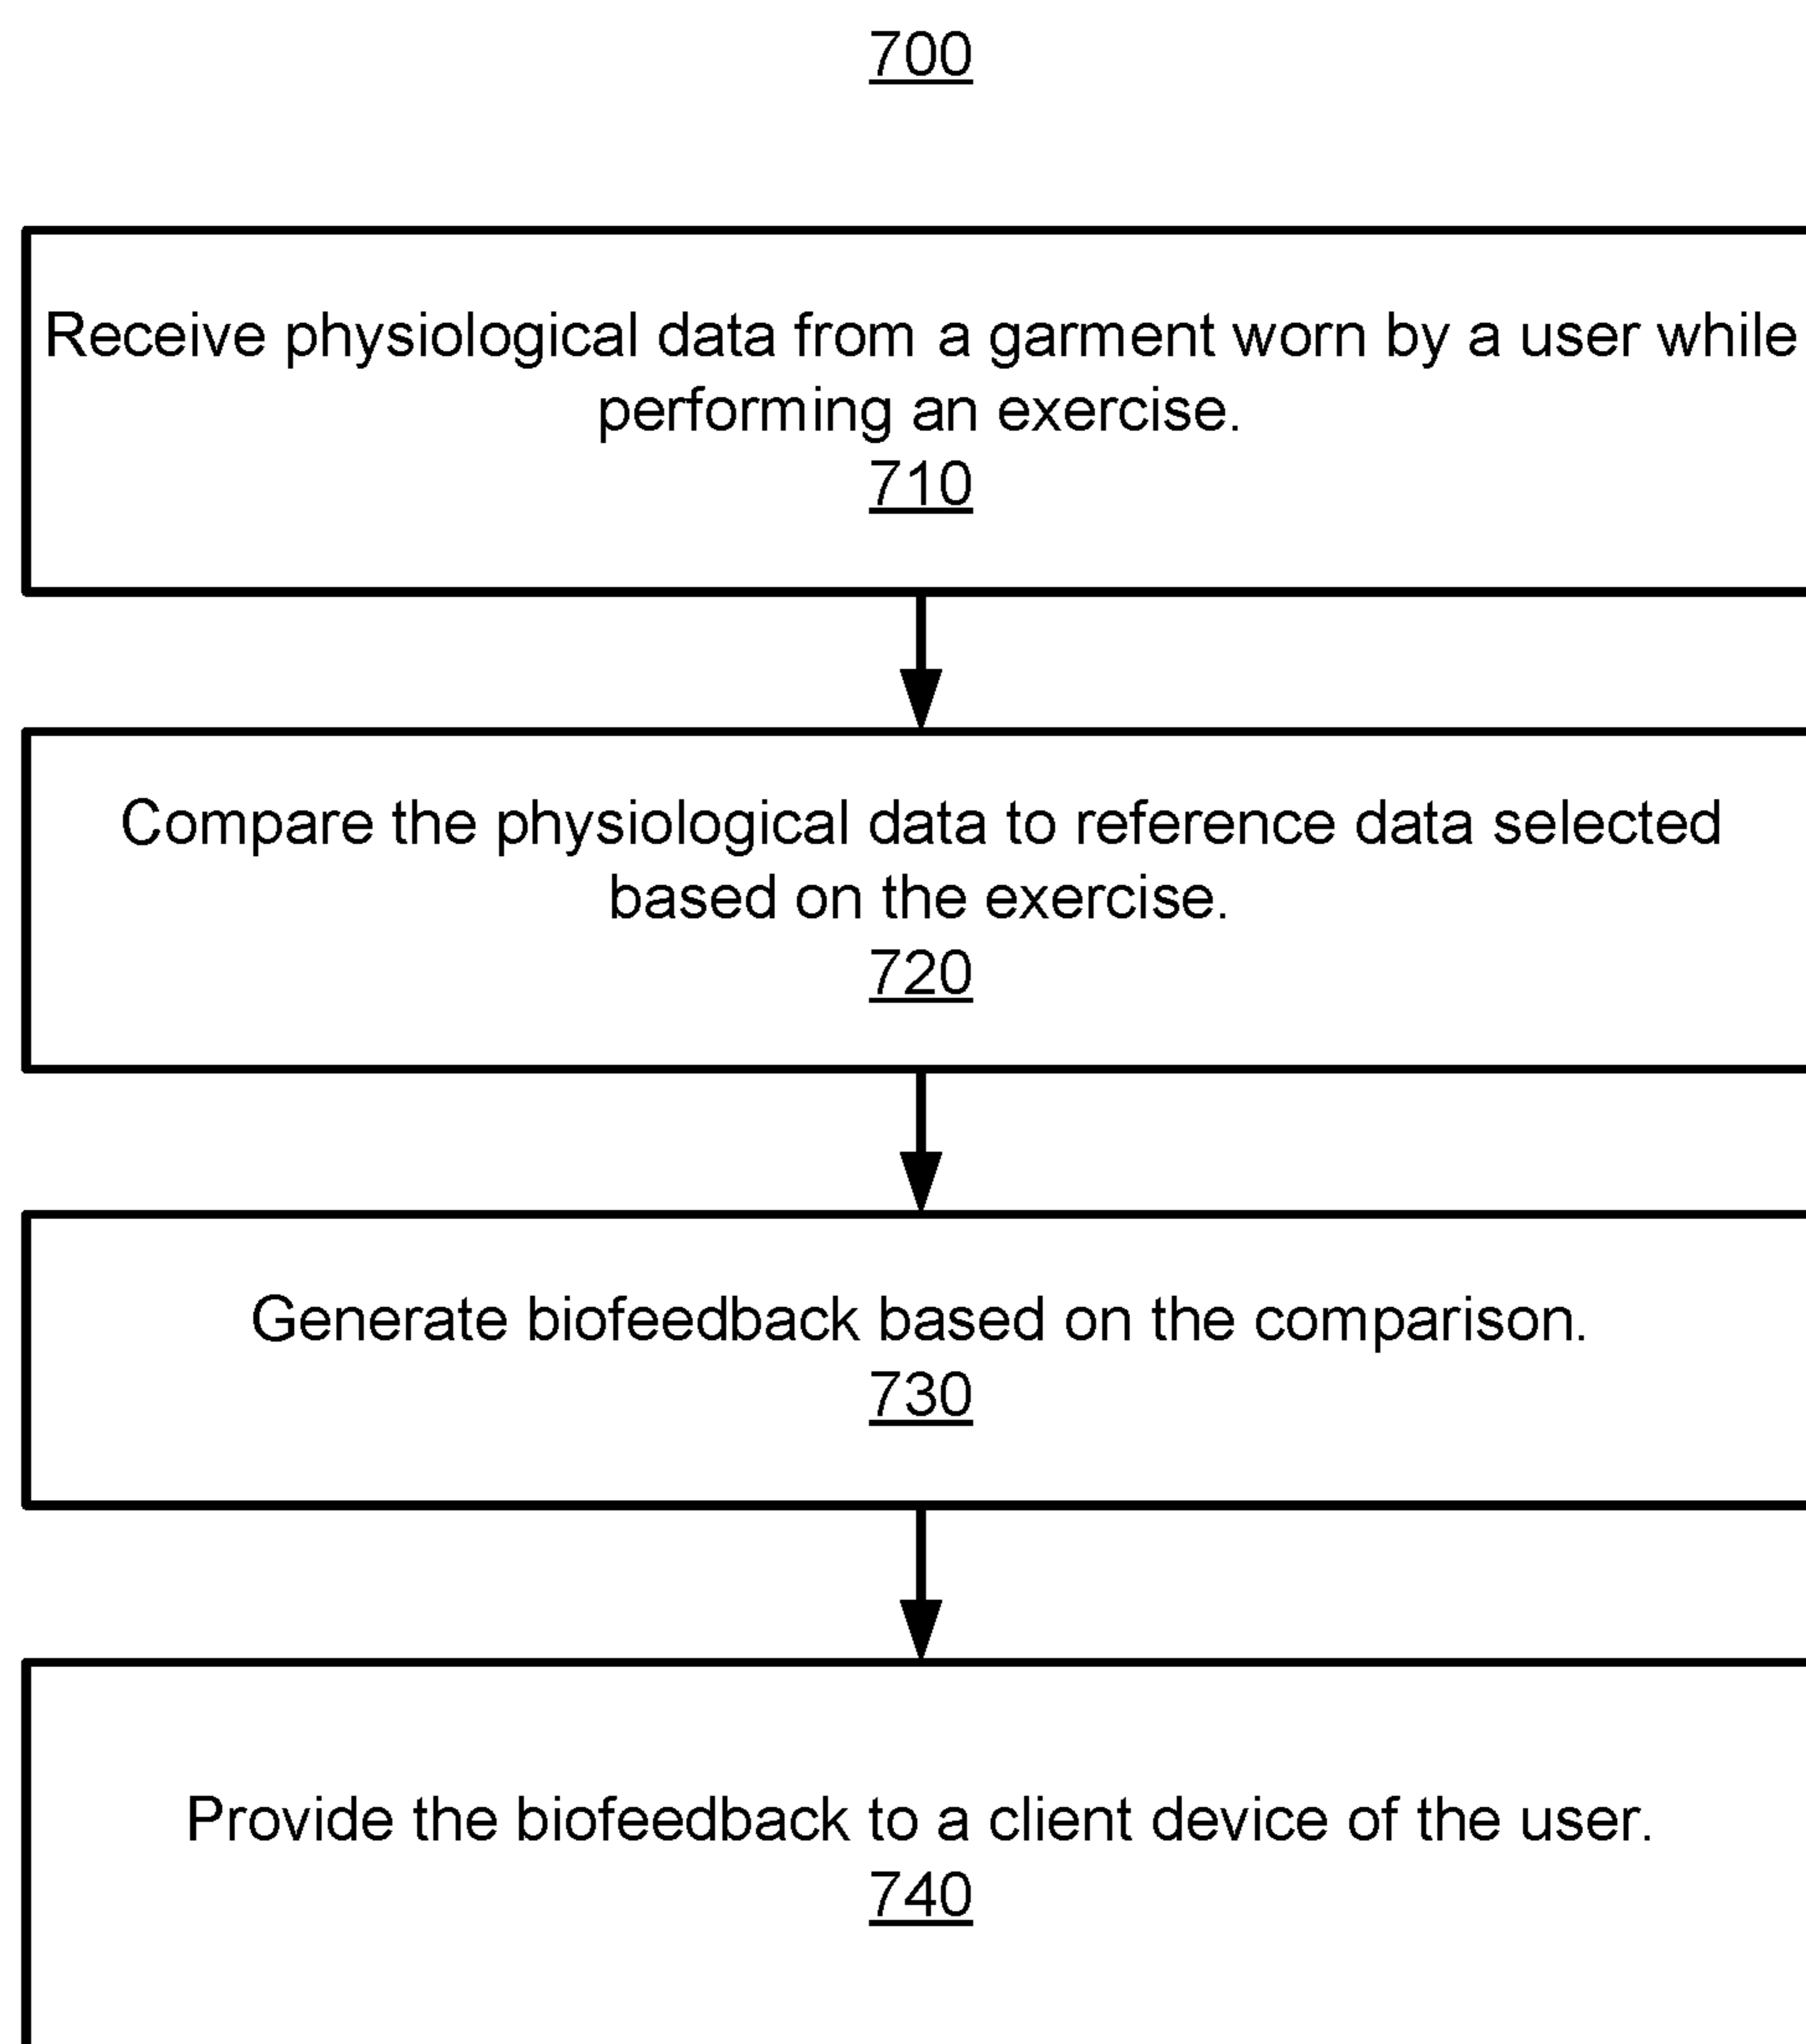 700
Receive physiological data from a garment worn by a user while
performing an exercise.
710
Compare the physiological data to reference data selected
based on the exercise.
720
Generate biofeedback based on the comparison.
730
Provide the biofeedback to a client device of the user.
740